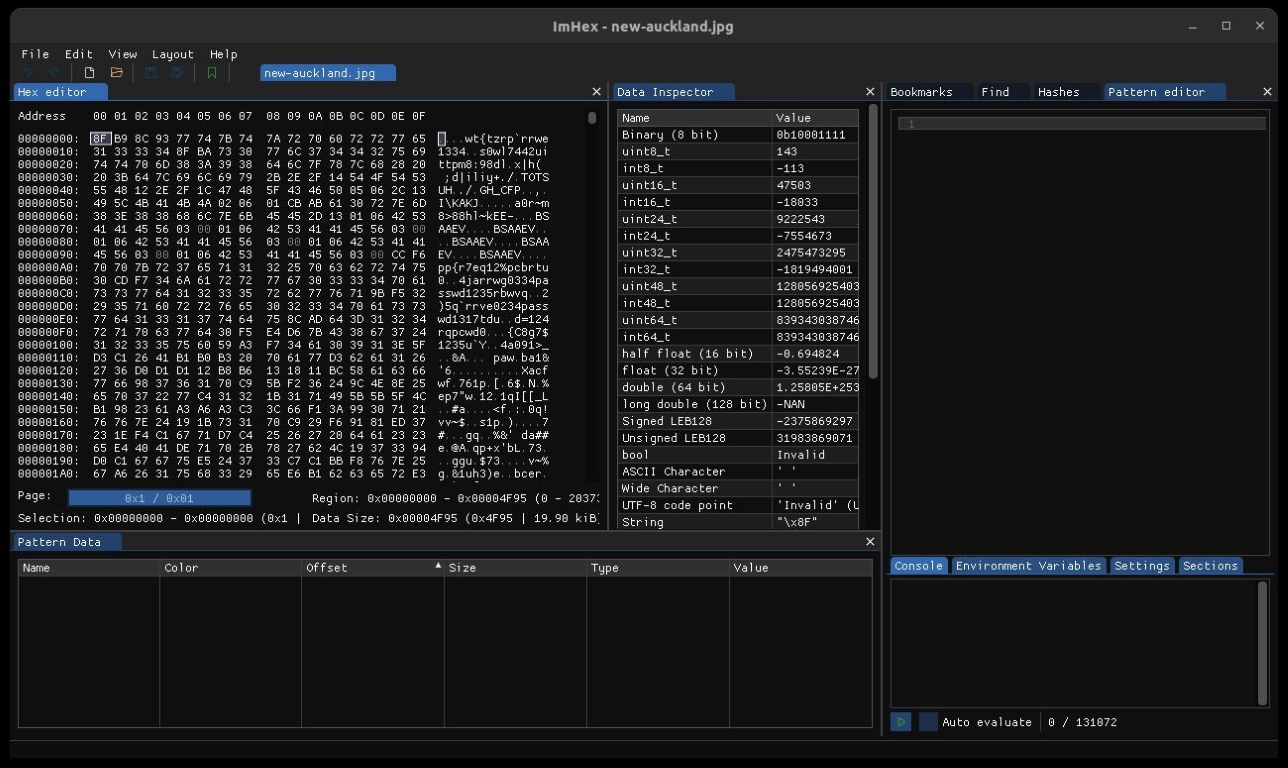 ImHex - new-auckland.jpg
File Edit View Layout Help
new-auckland.jpg
Hex editor
Address 00 01 02 03 04 05 06 07 08 09 0A 0B 0C 0D 0E 0F
00000000: 8F B9 8C 93 77 74 7B 74 7A 72 70 60 72 72 77 65 ...wt{tzrp`rrwe
00000010: 31 33 33 34 8F BA 73 30 77 6C 37 34 34 32 75 69 1334..s0wl7442ui
00000020: 74 74 70 6D 38 3A 39 38 64 6C 7F 78 7C 68 28 20 ttpm8:98dl.x|h(
00000030: 20 3B 64 7C 69 6C 69 79 2B 2E 2F 14 54 4F 54 53 ;d|iliy+./.TOTS
00000040: 55 48 12 2E 2F 1C 47 48 5F 43 46 50 05 06 2C 13 UH../.GH_CFP..,.
00000050: 49 5C 4B 41 4B 4A 02 06 01 CB AB 61 30 72 7E 6D I\KAKJ.....a0r~m
00000060: 38 3E 38 38 68 6C 7E 6B 45 45 2D 13 01 06 42 53 8>88hl~kEE-...BS
00000070: 41 41 45 56 03 00 01 06 42 53 41 41 45 56 03 00 AAEV....BSAAEV..
00000080: 01 06 42 53 41 41 45 56 03 00 01 06 42 53 41 41 ..BSAAEV....BSAA
00000090: 45 56 03 00 01 06 42 53 41 41 45 56 03 00 CC F6 EV....BSAAEV....
000000A0: 70 70 7B 72 37 65 71 31 32 25 70 63 62 72 74 75 pp{r7eq12%pcbrtu
000000B0: 30 CD F7 34 6A 61 72 72 77 67 30 33 33 34 70 61 0..4jarrwg0334pa
000000C0: 73 73 77 64 31 32 33 35 72 62 77 76 71 9B F5 32 sswd1235rbwvq..2
000000D0: 29 35 71 60 72 72 76 65 30 32 33 34 70 61 73 73 )5q`rrve0234pass
000000E0: 77 64 31 33 31 37 74 64 75 8C AD 64 3D 31 32 34 wd1317tdu..d=124
000000F0: 72 71 70 63 77 64 30 F5 E4 D6 7B 43 38 67 37 24 rqpcwd0...{C8g7$
00000100: 31 32 33 35 75 60 59 A3 F7 34 61 30 39 31 3E 5F 1235u`Y..4a091>_
00000110: D3 C1 26 41 B1 B0 B3 20 70 61 77 D3 62 61 31 26 ..&A... paw.ba1&
00000120: 27 36 D0 D1 D1 12 B8 B6 13 18 11 BC 58 61 63 66 '6..........Xacf
00000130: 77 66 98 37 36 31 70 C9 5B F2 36 24 9C 4E 8E 25 wf.761p.[.6$.N.%
00000140: 65 70 37 22 77 C4 31 32 1B 31 71 49 5B 5B 5F 4C ep7"w.12.1qI[[_L
00000150: B1 98 23 61 A3 A6 A3 C3 3C 66 F1 3A 99 30 71 21 ..#a....<f.:.0q!
00000160: 76 76 7E 24 19 1B 73 31 70 C9 29 F6 91 81 ED 37 vv~$..s1p.)....7
00000170: 23 1E F4 C1 67 71 D7 C4 25 26 27 20 64 61 23 23 #...gq..%&' da##
00000180: 65 E4 40 41 DE 71 70 2B 78 27 62 4C 19 37 33 94 e.@A.qp+x'bL.73.
00000190: D0 C1 67 67 75 E5 24 37 33 C7 C1 BB F8 76 7E 25 ..ggu.$73....v~%
000001A0: 67 A6 26 31 75 68 33 29 65 E6 B1 62 63 65 72 E3 g.&1uh3)e..bcer.
Page: 0x1 / 0x01 Region: 0x00000000 - 0x00004F95 (0 - 2037
Selection: 0x00000000 - 0x00000000 (0x1 | Data Size: 0x00004F95 (0x4F95 | 19.90 kiB)
Data Inspector
Name Value
Binary (8 bit) 0b10001111
uint8_t 143
int8_t -113
uint16_t 47503
int16_t -18033
uint24_t 9222543
int24_t -7554673
uint32_t 2475473295
int32_t -1819494001
uint48_t 128056925403
int48_t 128056925403
uint64_t 839343038746
int64_t 839343038746
half float (16 bit) -0.694824
float (32 bit) -3.55239E-27
double (64 bit) 1.25805E+253
long double (128 bit) -NAN
Signed LEB128 -2375869297
Unsigned LEB128 31983869071
bool Invalid
ASCII Character ' '
Wide Character ' '
UTF-8 code point 'Invalid' (U
String "\x8F"
Bookmarks Find Hashes Pattern editor
1
Pattern Data
Name Color Offset Size Type Value
Console Environment Variables Settings Sections
Auto evaluate 0 / 131072